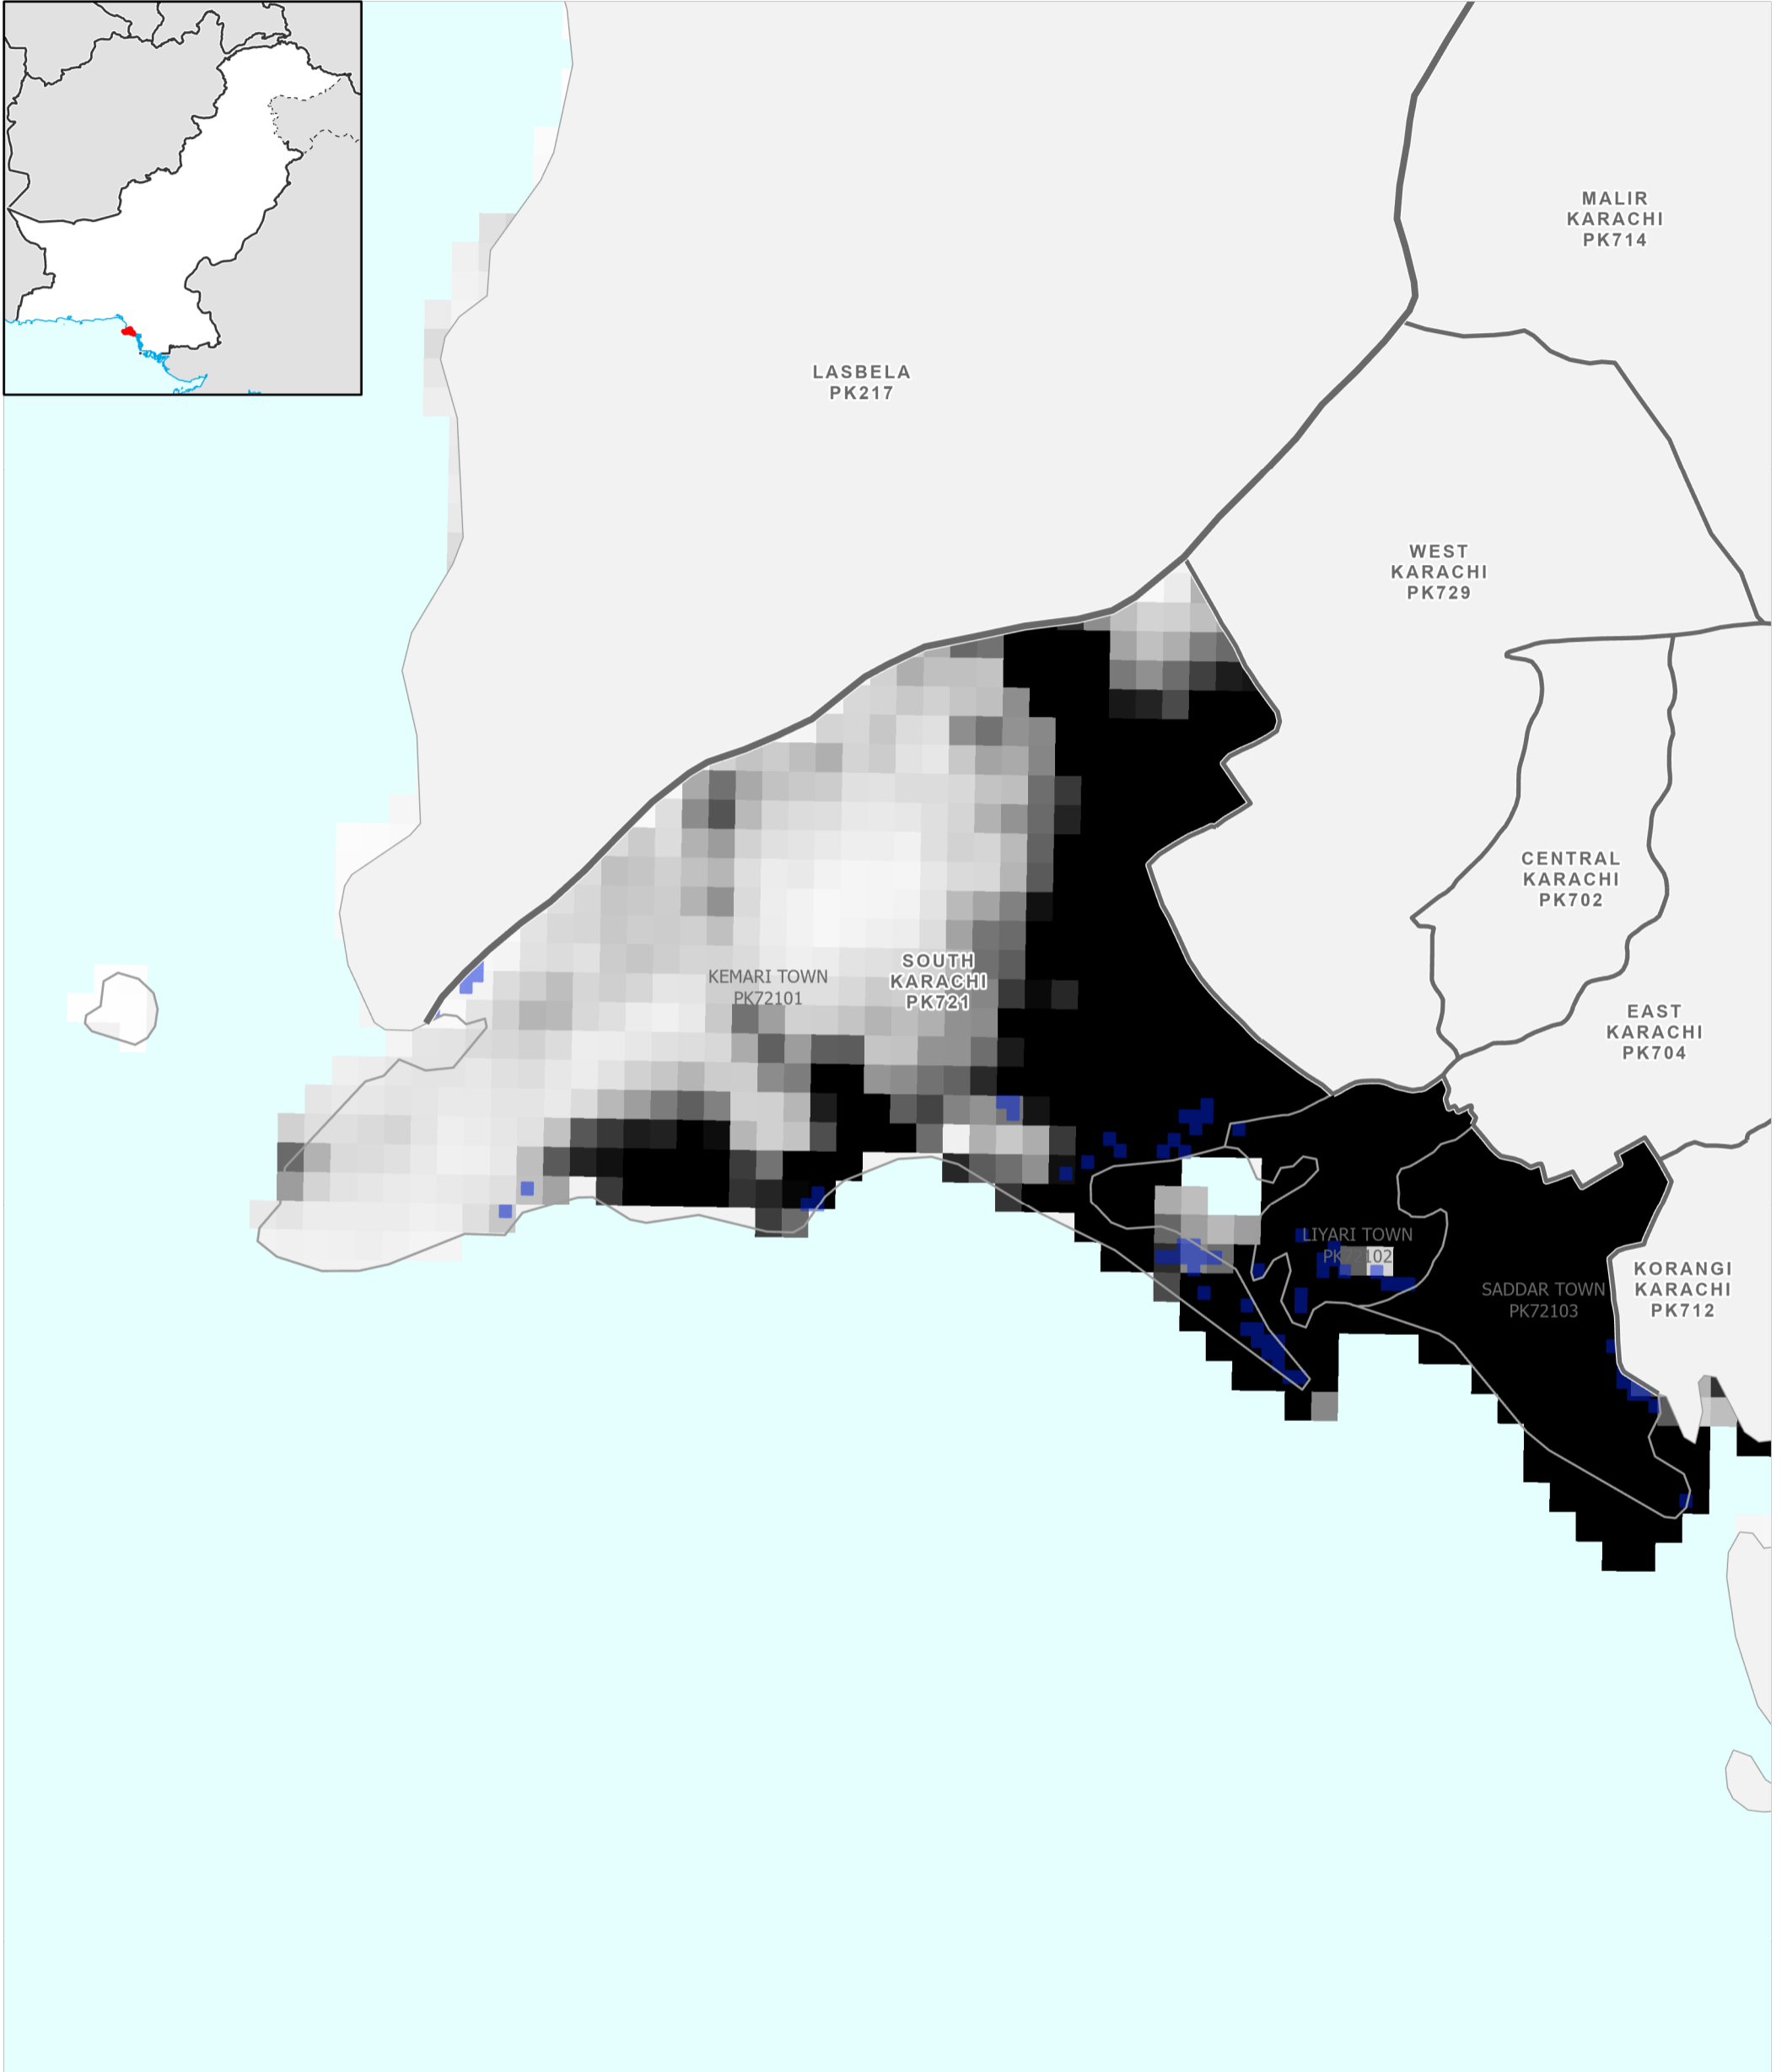 MALIR
KARACHI
PK714
LASBELA
PK217
WEST
KARACHI
PK729
CENTRAL
KARACHI
PK702
SOUTH
KARACHI
PK721
KEMARI TOWN
PK72101
EAST
KARACHI
PK704
LIYARI TOWN
PK72102
SADDAR TOWN
PK72103
KORANGI
KARACHI
PK712